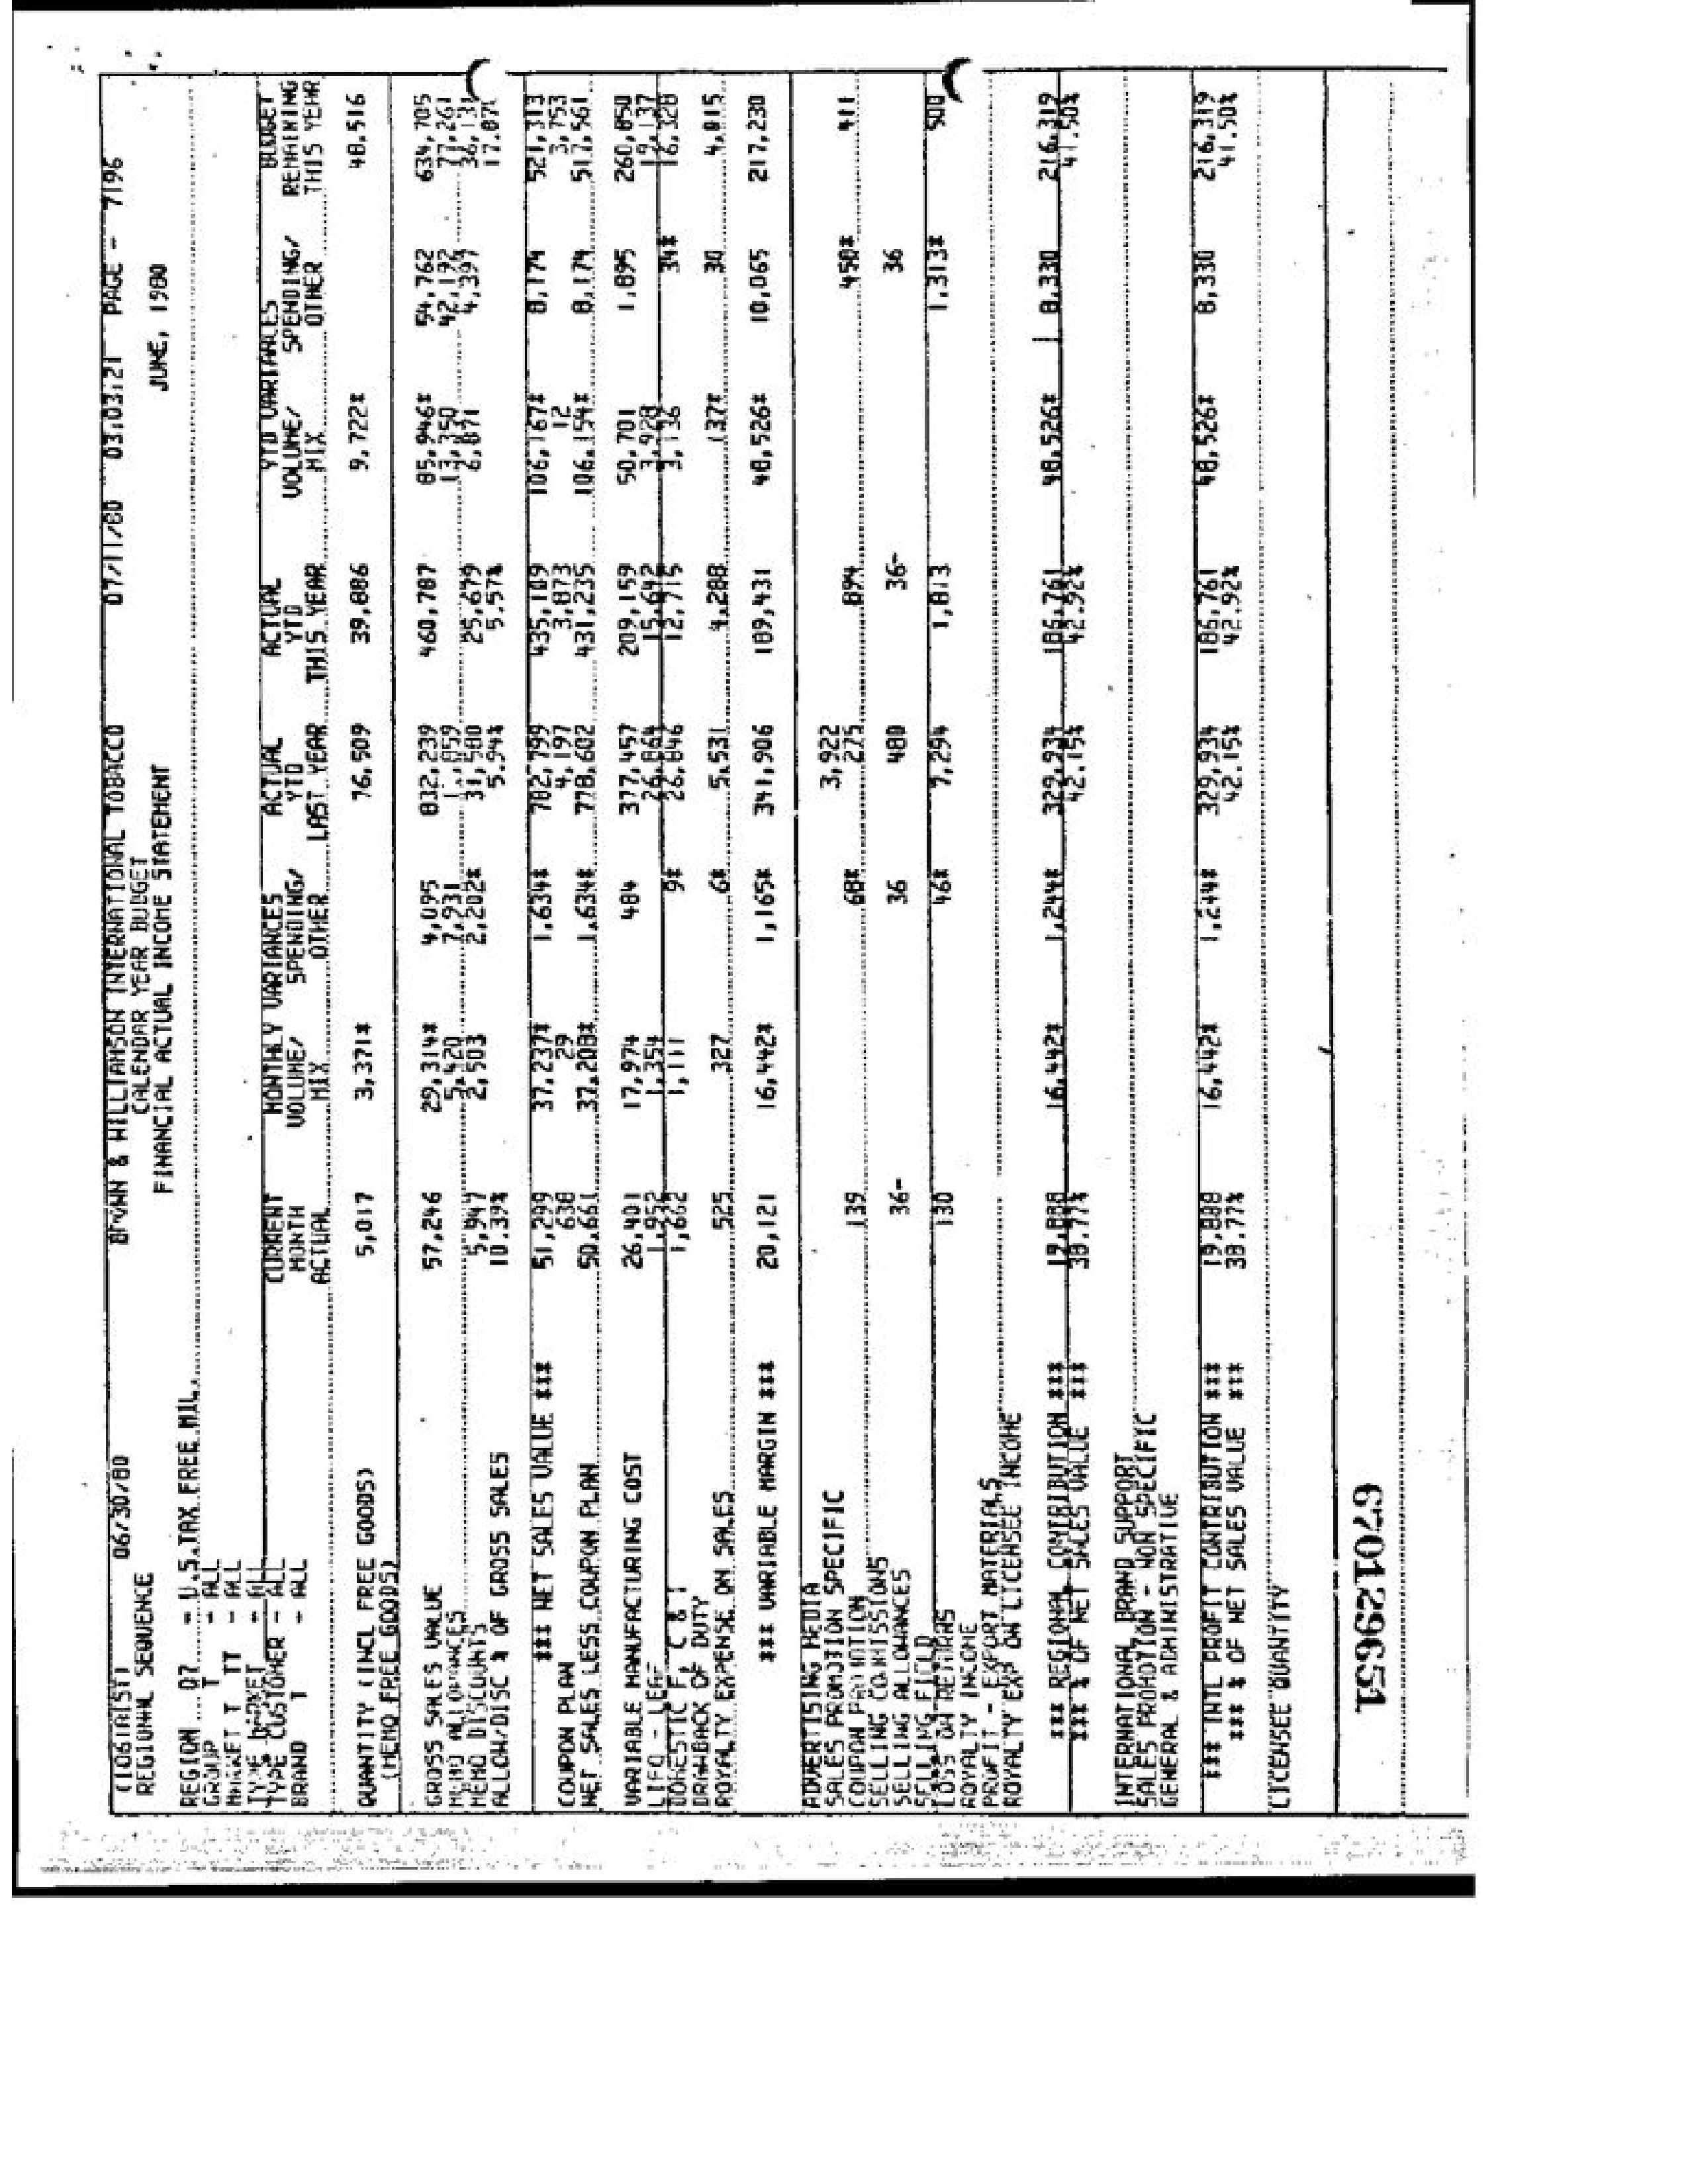 (1061A1S1) 06/30/80 BROWN & WILLIAMSON INTERNATIONAL TOBACCO 07/11/80 03:03:21 PAGE - 7196
REGIONAL SEQUENCE CALENDAR YEAR BUDGET
FINANCIAL ACTUAL INCOME STATEMENT JUNE, 1980
REGION 07 - U.S. TAX FREE MIL.
GROUP T - ALL
MARKET T TT - ALL
TYPE MARKET - ALL CURRENT MONTHLY VARIANCES ACTUAL ACTUAL YTD VARIANCES BUDGET
TYPE CUSTOMER - ALL MONTH VOLUME/ SPENDING/ YTD YTD VOLUME/ SPENDING/ REMAINING
BRAND T - ALL ACTUAL MIX OTHER LAST YEAR THIS YEAR MIX OTHER THIS YEAR
QUANTITY (INCL FREE GOODS) 5,017 3,371* 76,509 39,886 9,722* 48,516
(MEMO FREE GOODS)
GROSS SALES VALUE 57,246 29,314* 4,095 832,239 460,787 85,946* 54,762 634,705
MEMO ALLOWANCES 5,420 7,931 13,350 42,192 77,261
MEMO DISCOUNTS 5,947 2,503 2,202* 31,580 25,679 6,871 4,397 36,131
ALLOW/DISC % OF GROSS SALES 10.39% 5.94% 5.57%
*** NET SALES VALUE *** 51,299 37,237* 1,634* 782,799 435,109 106,167* 8,174 521,313
COUPON PLAN 638 29 4,197 3,873 12 3,753
NET SALES LESS COUPON PLAN 50,661 37,208* 1,634* 778,602 431,235 106,154* 8,174 517,561
VARIABLE MANUFACTURING COST 26,401 17,974 484 377,457 209,159 50,701 1,895 260,850
LIFO - LEAF 1,952 1,354 26,864 15,642 3,928 19,137
DOMESTIC F, C & I 1,662 1,111 9* 26,846 12,715 3,136 34* 16,328
DRAWBACK OF DUTY
ROYALTY EXPENSE ON SALES 525 327 6* 5,531 4,288 137* 30 4,815
*** VARIABLE MARGIN *** 20,121 16,442* 1,165* 341,906 189,431 48,526* 10,065 217,230
ADVERTISING MEDIA
SALES PROMOTION SPECIFIC 3,922
COUPON PROMOTION 139 68* 275 894 450* 411
SELLING COMMISSIONS
SELLING ALLOWANCES 36- 36 480 36- 36
SELLING FIELD
LOSS ON RETURNS 130 46* 7,294 1,813 1,313* 500
ROYALTY INCOME
PROFIT - EXPORT MATERIALS
ROYALTY EXP ON LICENSEE INCOME
*** REGIONAL CONTRIBUTION *** 19,888 16,442* 1,244* 329,934 186,761 48,526* 8,330 216,319
*** % OF NET SALES VALUE *** 38.77% 42.15% 42.92% 41.50%
INTERNATIONAL BRAND SUPPORT
SALES PROMOTION - NON SPECIFIC
GENERAL & ADMINISTRATIVE
*** INTL PROFIT CONTRIBUTION *** 19,888 16,442* 1,244* 329,934 186,761 48,526* 8,330 216,319
*** % OF NET SALES VALUE *** 38.77% 42.15% 42.92% 41.50%
LICENSEE QUANTITY
670129651